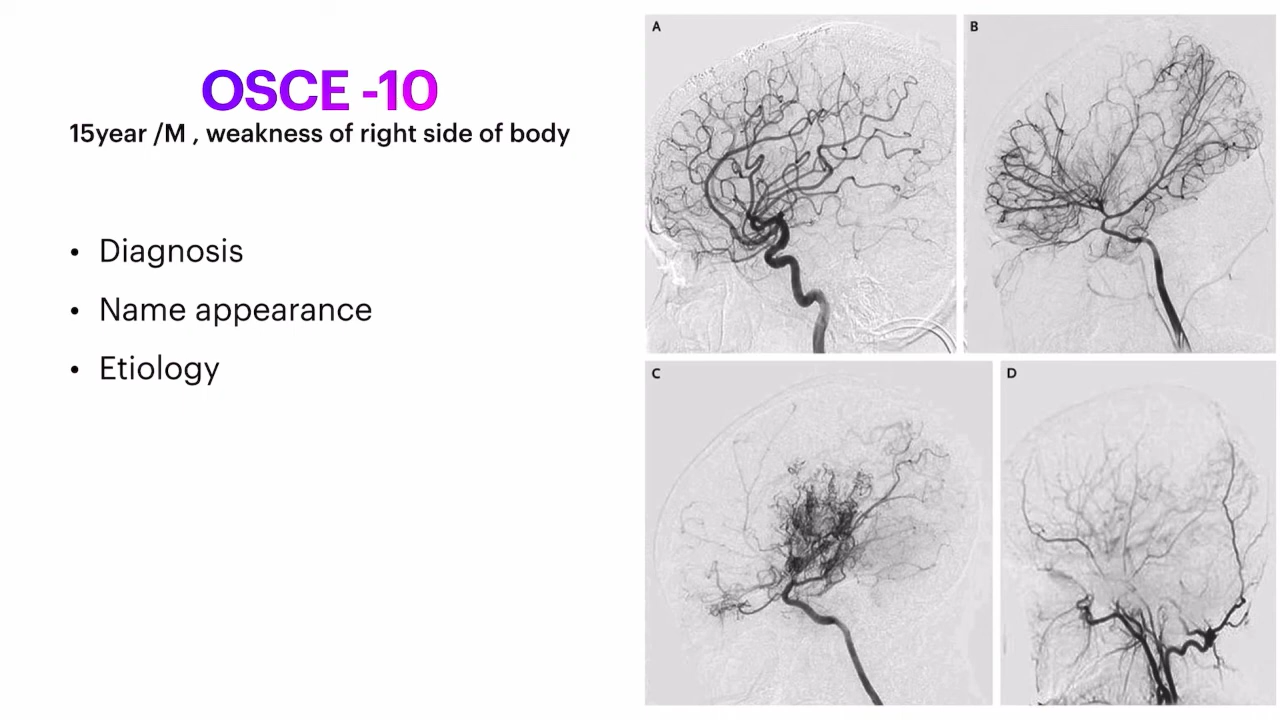 OSCE -10
15year /M , weakness of right side of body
• Diagnosis
• Name appearance
• Etiology
A
B
C
D